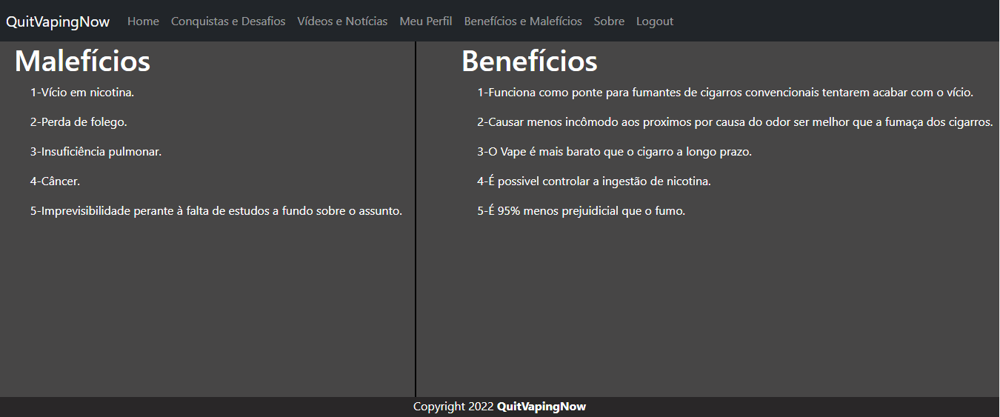 QuitVapingNow Home Conquistas e Desafios Vídeos e Notícias Meu Perfil Benefícios e Malefícios Sobre Logout
Malefícios
1-Vício em nicotina.
2-Perda de folego.
3-Insuficiência pulmonar.
4-Câncer.
5-Imprevisibilidade perante à falta de estudos a fundo sobre o assunto.
Benefícios
1-Funciona como ponte para fumantes de cigarros convencionais tentarem acabar com o vício.
2-Causar menos incômodo aos proximos por causa do odor ser melhor que a fumaça dos cigarros.
3-O Vape é mais barato que o cigarro a longo prazo.
4-É possivel controlar a ingestão de nicotina.
5-É 95% menos prejuidicial que o fumo.
Copyright 2022 QuitVapingNow